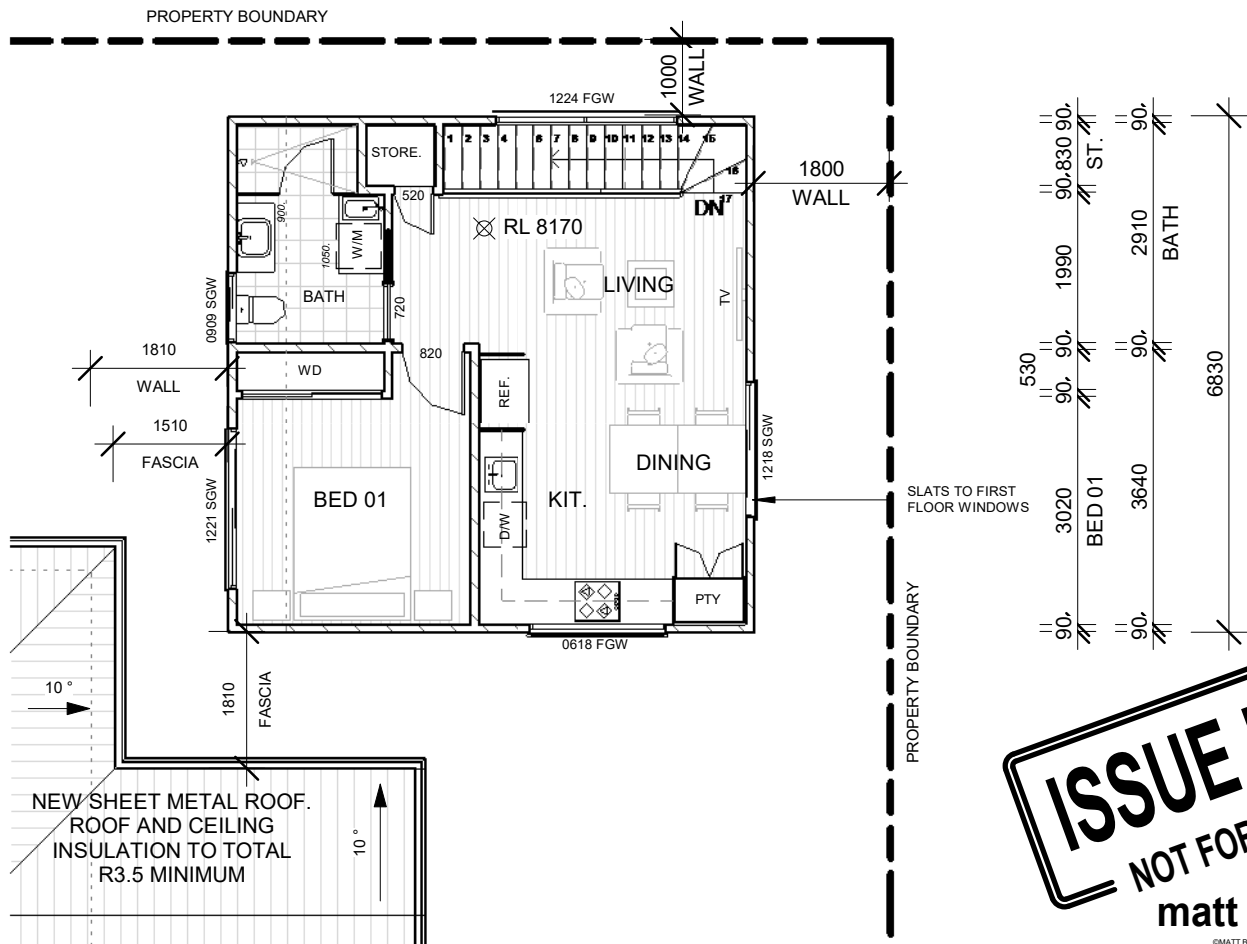 PROPERTY BOUNDARY
1000
WALL
1224 FGW
1 2 3 4 6 7 8 9 10 11 12 13 14 15
16
17
DN
STORE.
520
1800
WALL
RL 8170
900.
1050.
W/M
BATH
720
LIVING
TV
0909 SGW
1810
WALL
WD
820
REF.
1510
FASCIA
1221 SGW
BED 01
KIT.
DINING
1218 SGW
D/W
PTY
SLATS TO FIRST
FLOOR WINDOWS
0618 FGW
PROPERTY BOUNDARY
1810
FASCIA
10 °
10 °
NEW SHEET METAL ROOF.
ROOF AND CEILING
INSULATION TO TOTAL
R3.5 MINIMUM
90.
830
ST.
90.
1990
90.
530
90.
3020
BED 01
90.
90.
2910
BATH
90.
3640
90.
6830
ISSUE
NOT FOR
matt
©MATT